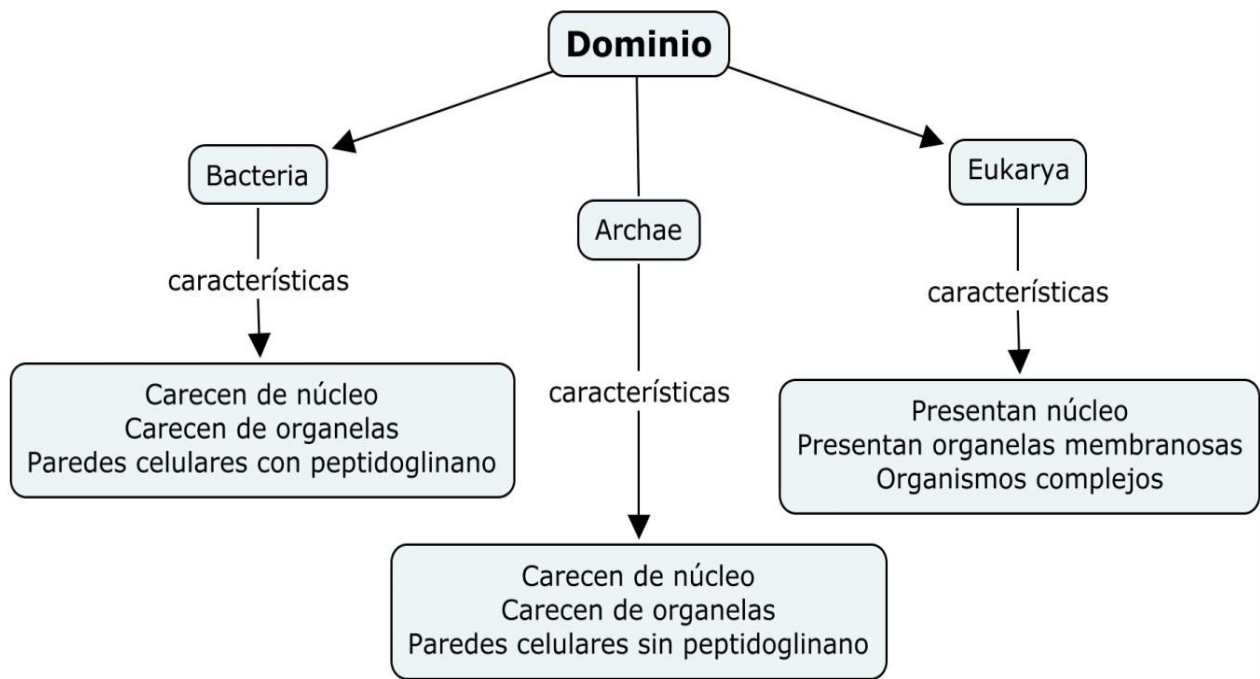 Dominio
Bacteria
características
Carecen de núcleo
Carecen de organelas
Paredes celulares con peptidoglinano
Archae
características
Carecen de núcleo
Carecen de organelas
Paredes celulares sin peptidoglinano
Eukarya
características
Presentan núcleo
Presentan organelas membranosas
Organismos complejos